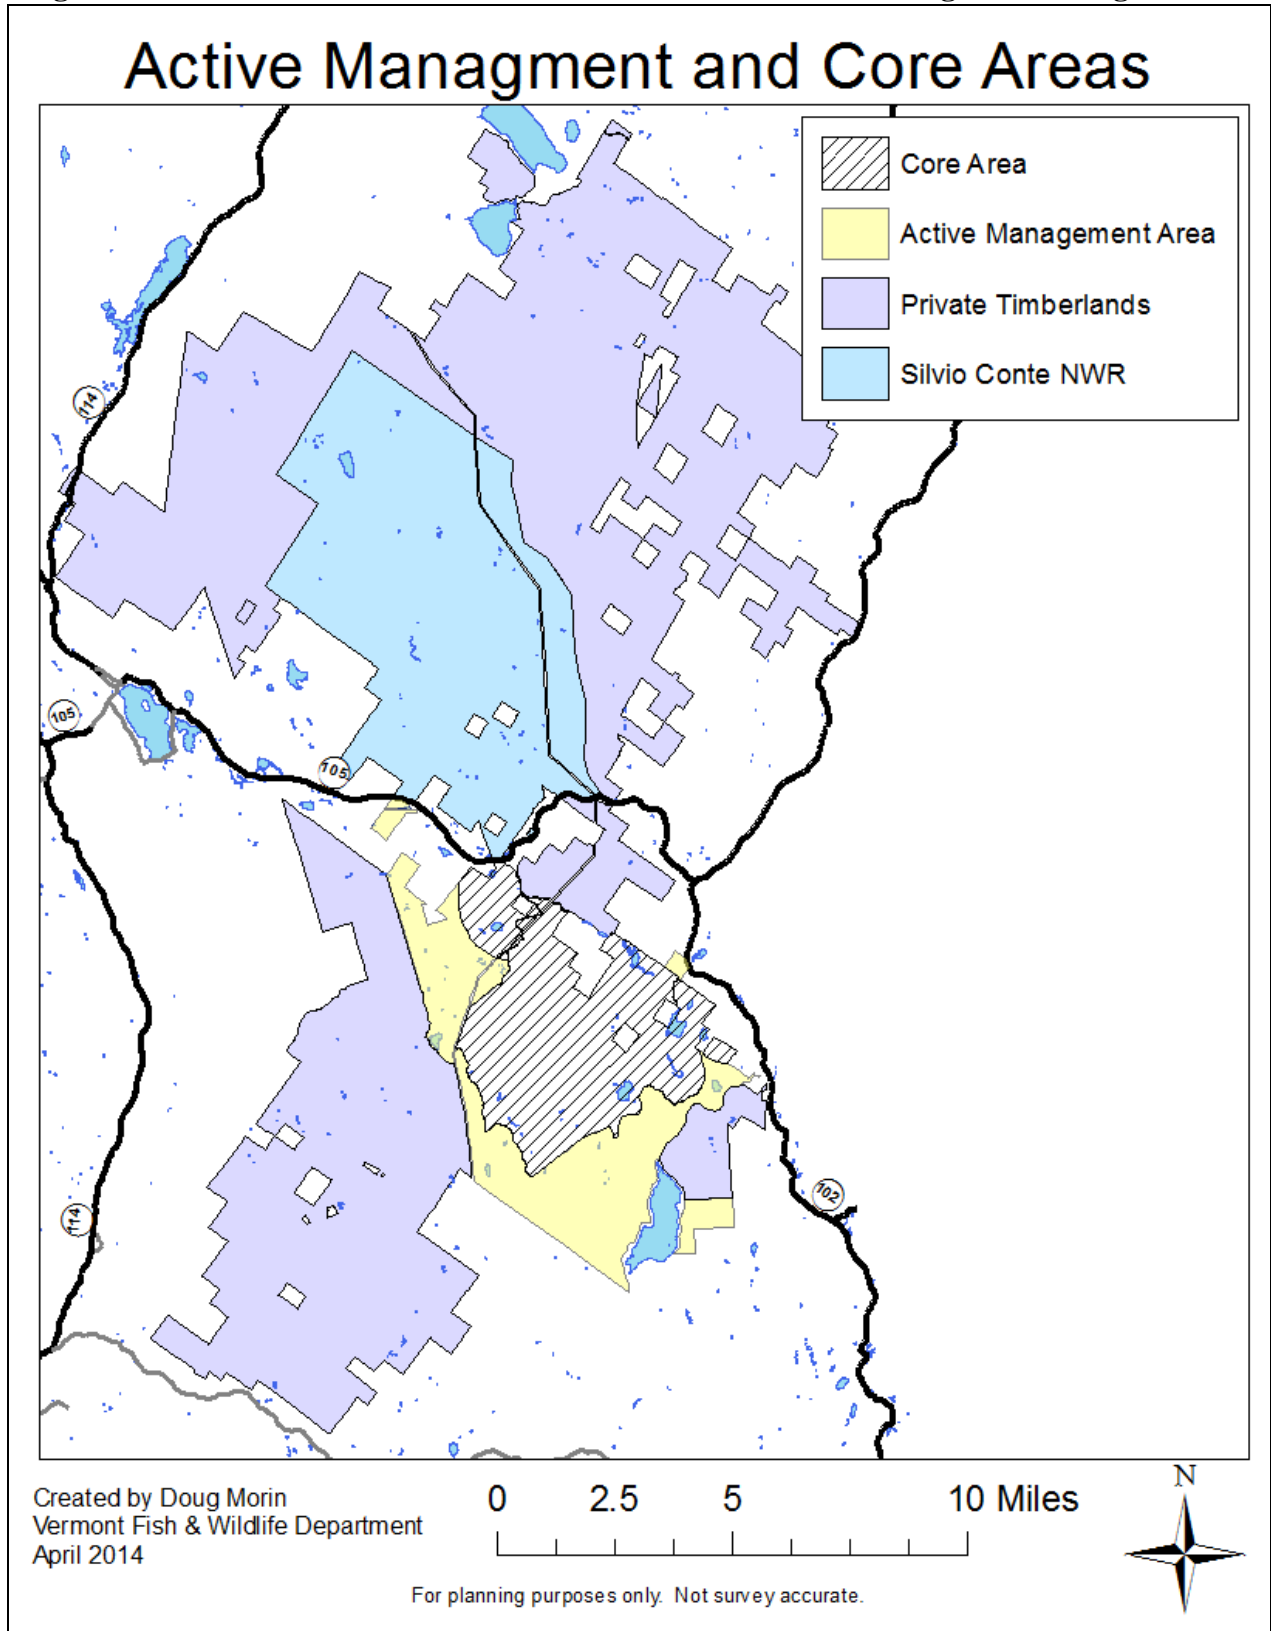 Active Managment and Core Areas
Core Area
Active Management Area
Private Timberlands
Silvio Conte NWR
114
105
105
114
102
Created by Doug Morin
Vermont Fish & Wildlife Department
April 2014
0 2.5 5 10 Miles
N
For planning purposes only. Not survey accurate.